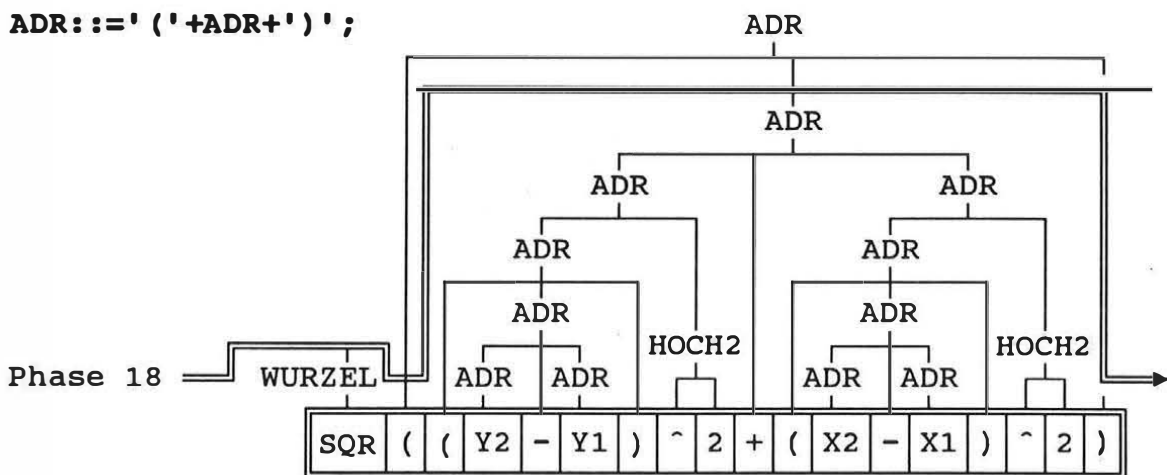 ADR::='('+ADR+')';
ADR
ADR
ADR ADR
ADR ADR
ADR ADR
HOCH2 HOCH2
Phase 18 WURZEL ADR ADR ADR ADR
SQR ( ( Y2 - Y1 ) ^ 2 + ( X2 - X1 ) ^ 2 )